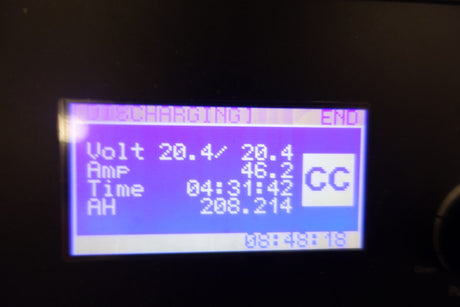 [DISCHARGING] END
Volt 20.4/ 20.4
Amp 46.2
Time 04:31:42
AH 208.214
CC
08:48:18